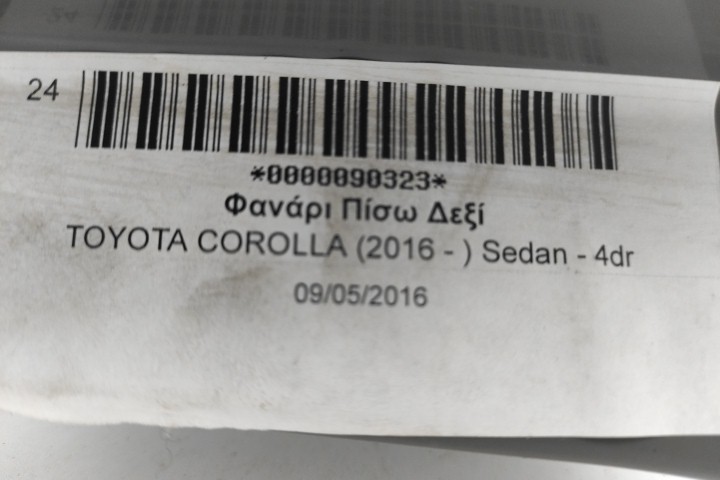 24
*0000090323*
Φανάρι Πίσω Δεξί
TOYOTA COROLLA (2016 - ) Sedan - 4dr
09/05/2016